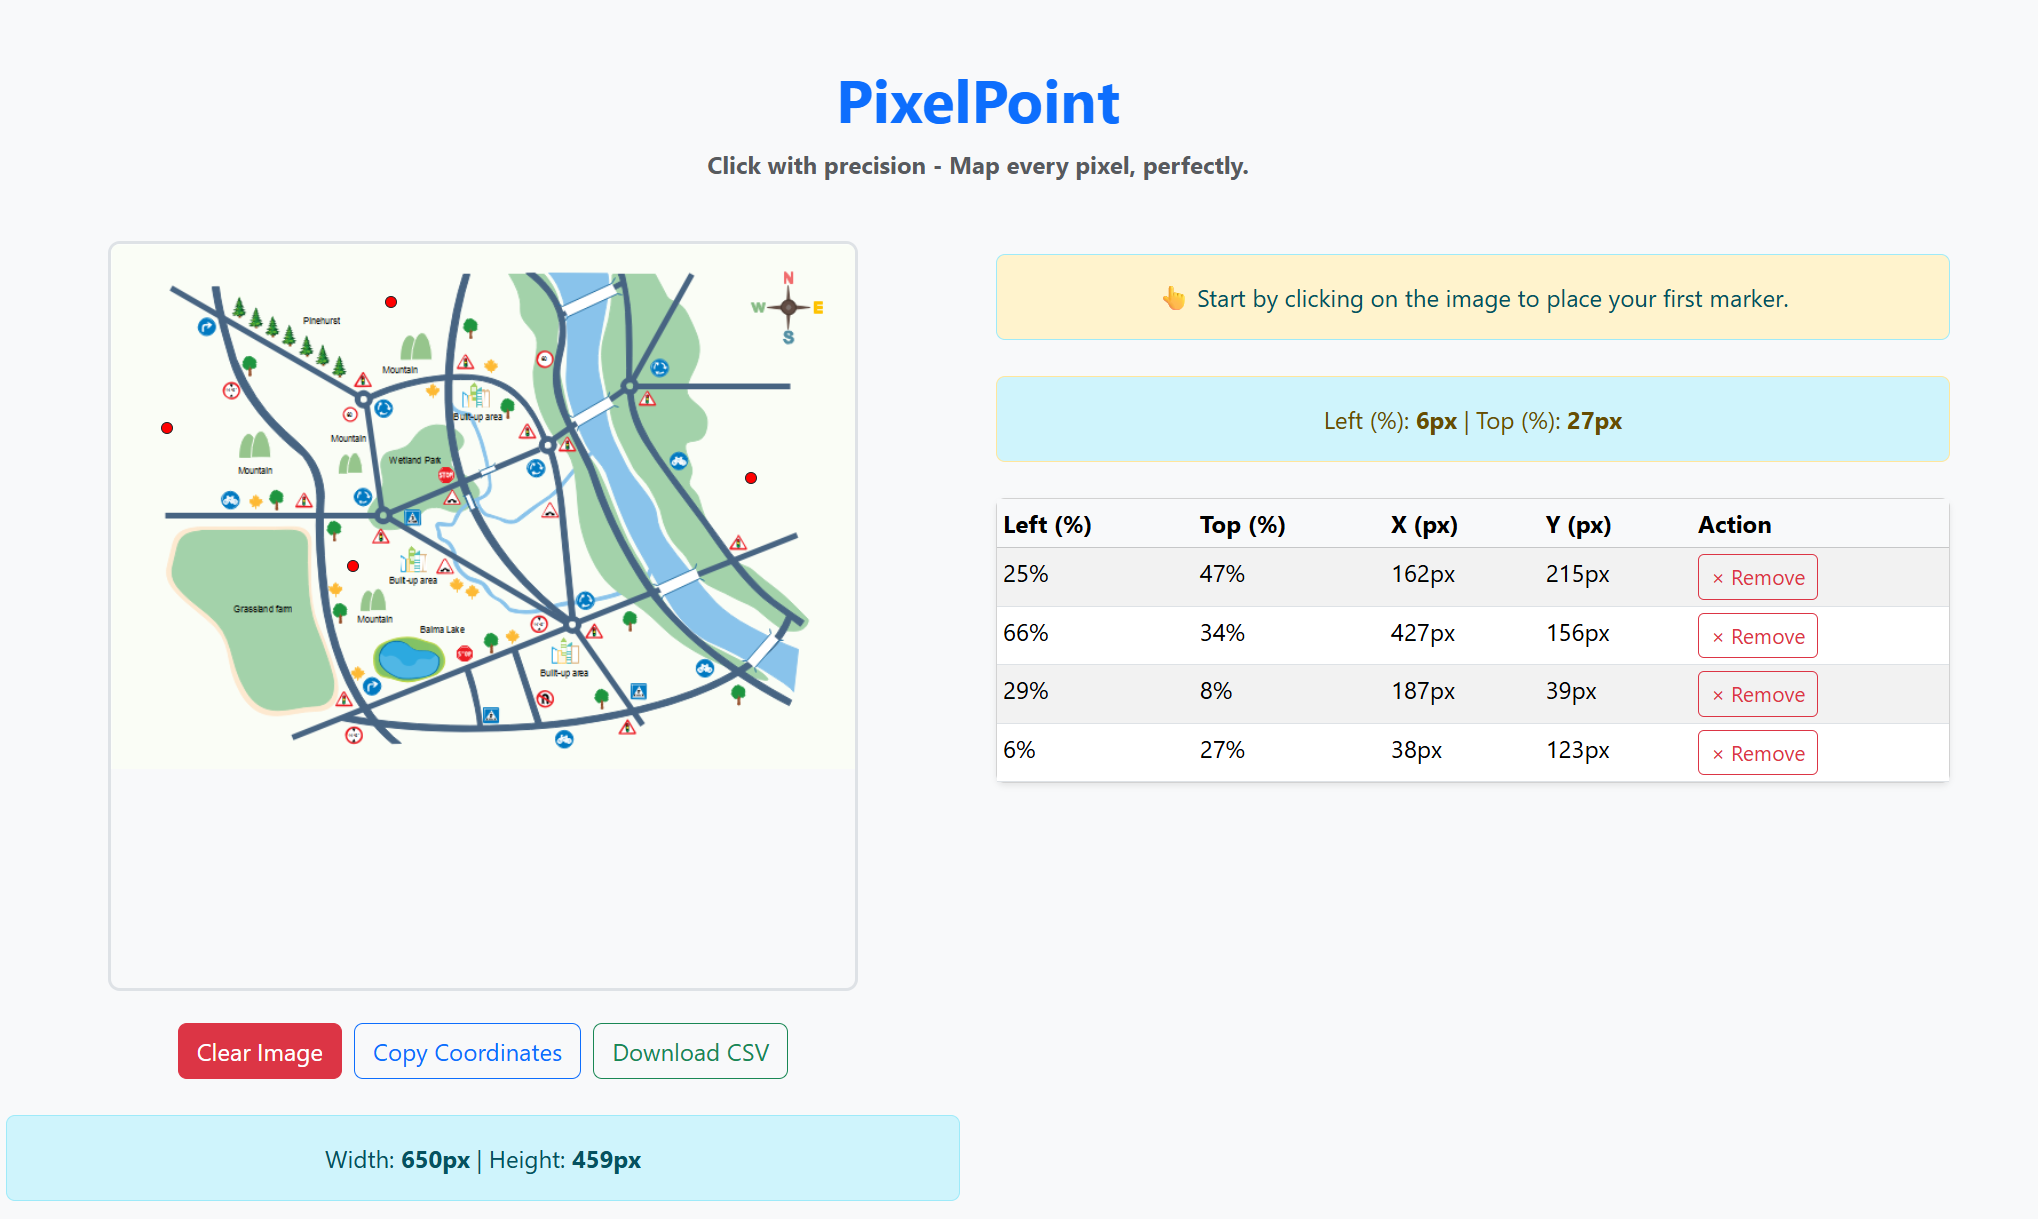 PixelPoint
Click with precision - Map every pixel, perfectly.
N
W E
S
Pinehurst
Mountain
Built-up area
Mountain
Wetland Park
STOP
Mountain
Built-up area
Grassland farm
Mountain
Balma Lake
STOP
Built-up area
👆 Start by clicking on the image to place your first marker.
Left (%): 6px | Top (%): 27px
Left (%) Top (%) X (px) Y (px) Action
25% 47% 162px 215px × Remove
66% 34% 427px 156px × Remove
29% 8% 187px 39px × Remove
6% 27% 38px 123px × Remove
Clear Image Copy Coordinates Download CSV
Width: 650px | Height: 459px